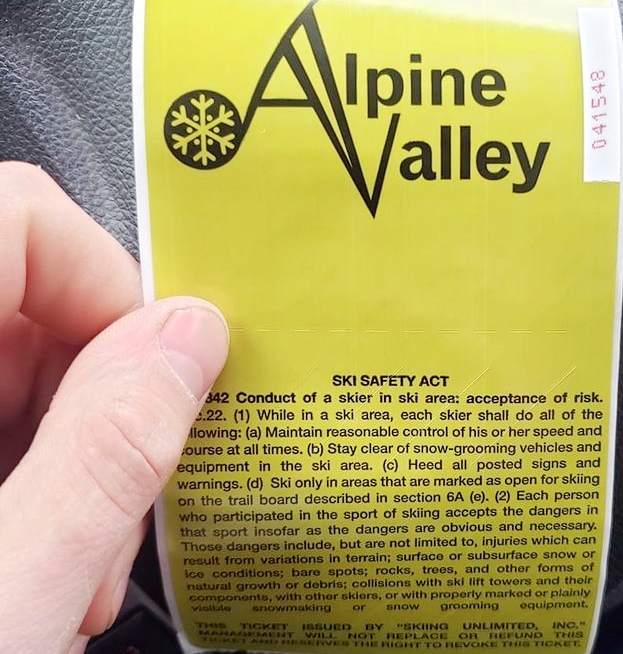 Alpine
Valley
041548
SKI SAFETY ACT
342 Conduct of a skier in ski area: acceptance of risk.
c.22. (1) While in a ski area, each skier shall do all of the
llowing: (a) Maintain reasonable control of his or her speed and
course at all times. (b) Stay clear of snow-grooming vehicles and
equipment in the ski area. (c) Heed all posted signs and
warnings. (d) Ski only in areas that are marked as open for skiing
on the trail board described in section 6A (e). (2) Each person
who participated in the sport of skiing accepts the dangers in
that sport insofar as the dangers are obvious and necessary.
Those dangers include, but are not limited to, injuries which can
result from variations in terrain; surface or subsurface snow or
ice conditions; bare spots; rocks, trees, and other forms of
natural growth or debris; collisions with ski lift towers and their
components, with other skiers, or with properly marked or plainly
visible snowmaking or snow grooming equipment.
THIS TICKET ISSUED BY "SKIING UNLIMITED, INC."
MANAGEMENT WILL NOT REPLACE OR REFUND THIS
TICKET AND RESERVES THE RIGHT TO REVOKE THIS TICKET.